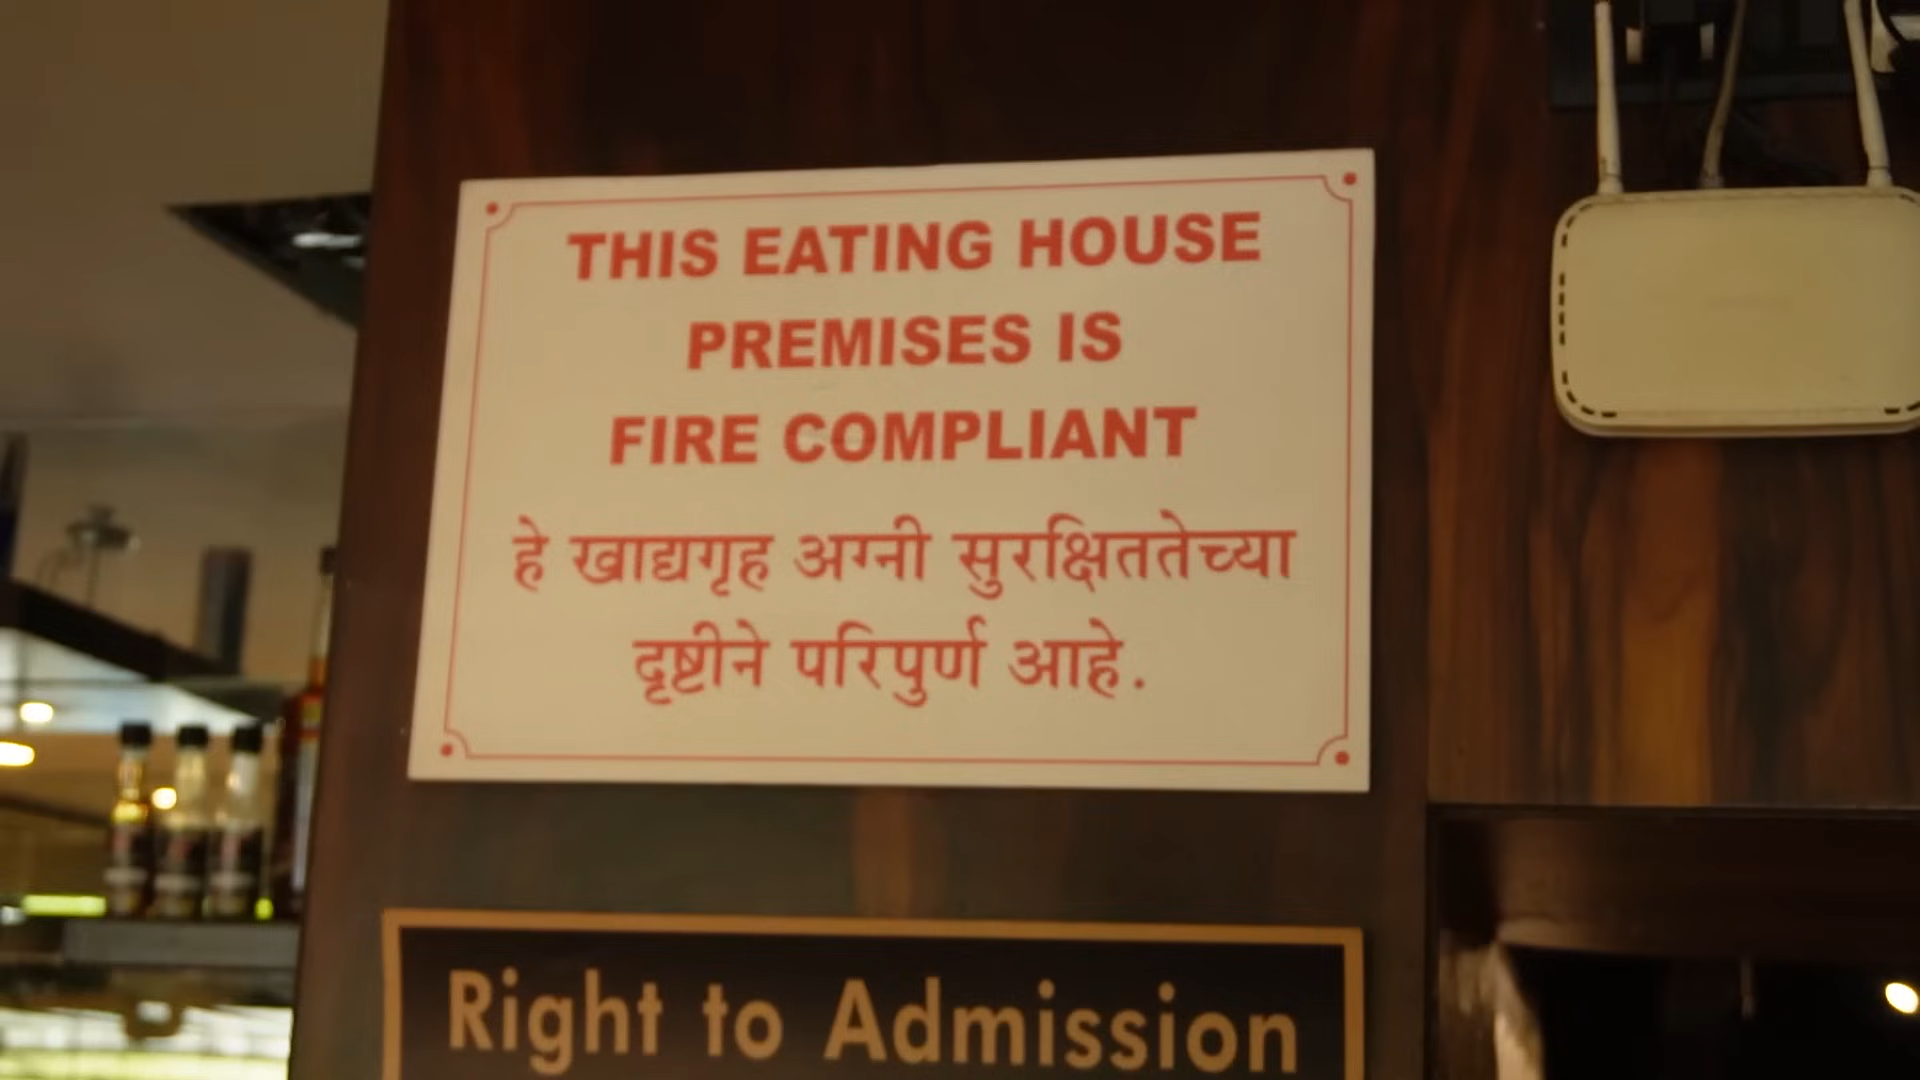 THIS EATING HOUSE
PREMISES IS
FIRE COMPLIANT
हे खाद्यगृह अग्नी सुरक्षिततेच्या
दृष्टीने परिपुर्ण आहे.
Right to Admission